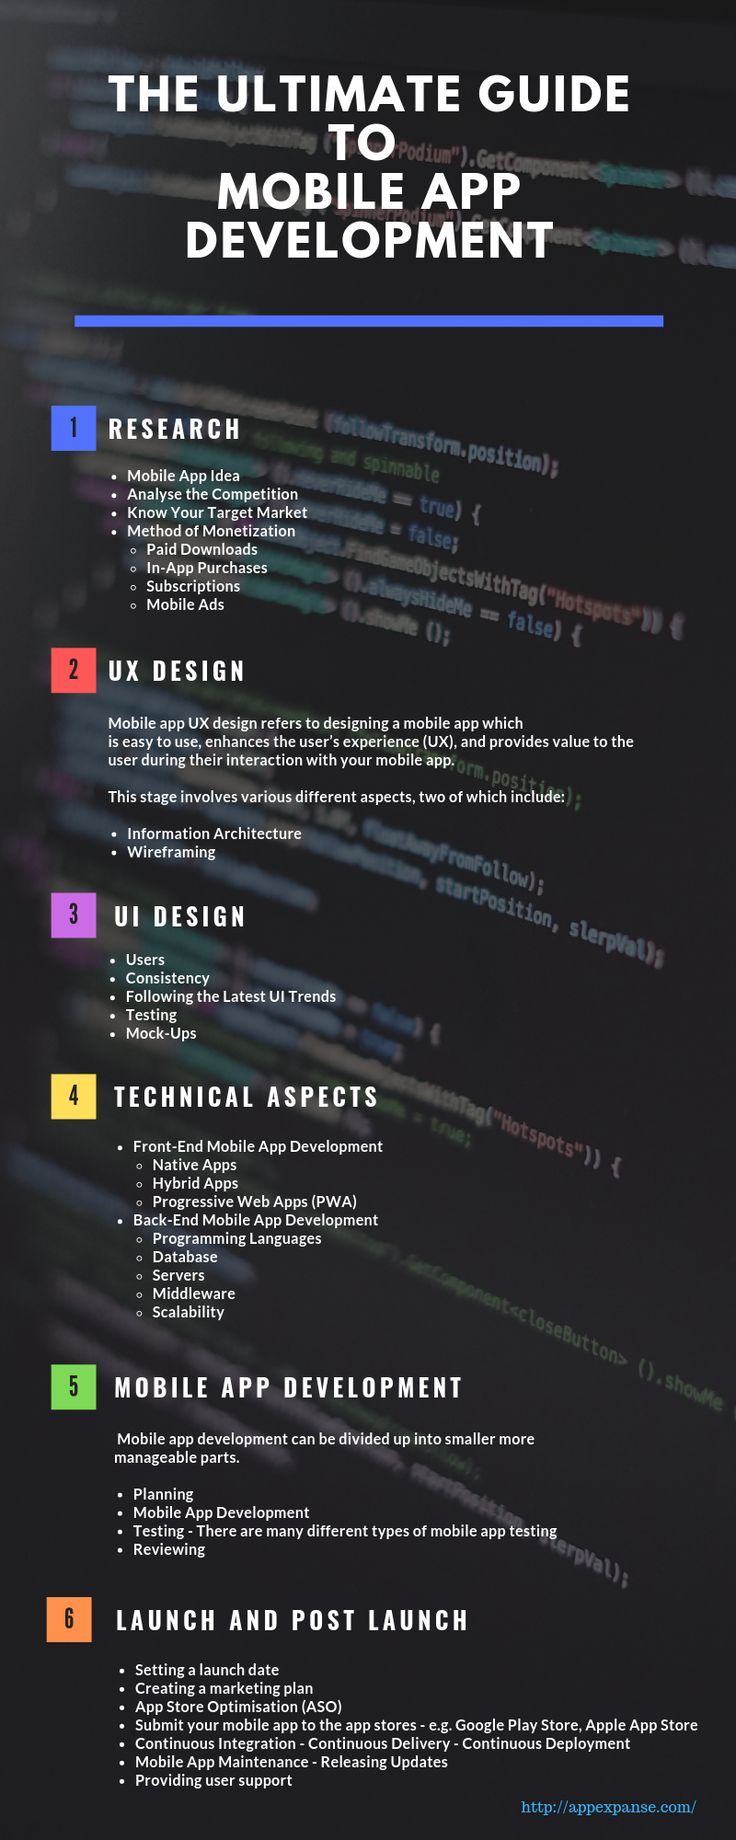 THE ULTIMATE GUIDE
TO
MOBILE APP
DEVELOPMENT
1 RESEARCH
• Mobile App Idea
• Analyse the Competition
• Know Your Target Market
• Method of Monetization
◦ Paid Downloads
◦ In-App Purchases
◦ Subscriptions
◦ Mobile Ads
2 UX DESIGN
Mobile app UX design refers to designing a mobile app which
is easy to use, enhances the user's experience (UX), and provides value to the
user during their interaction with your mobile app.
This stage involves various different aspects, two of which include:
• Information Architecture
• Wireframing
3 UI DESIGN
• Users
• Consistency
• Following the Latest UI Trends
• Testing
• Mock-Ups
4 TECHNICAL ASPECTS
• Front-End Mobile App Development
◦ Native Apps
◦ Hybrid Apps
◦ Progressive Web Apps (PWA)
• Back-End Mobile App Development
◦ Programming Languages
◦ Database
◦ Servers
◦ Middleware
◦ Scalability
5 MOBILE APP DEVELOPMENT
Mobile app development can be divided up into smaller more
manageable parts.
• Planning
• Mobile App Development
• Testing - There are many different types of mobile app testing
• Reviewing
6 LAUNCH AND POST LAUNCH
• Setting a launch date
• Creating a marketing plan
• App Store Optimisation (ASO)
• Submit your mobile app to the app stores - e.g. Google Play Store, Apple App Store
• Continuous Integration - Continuous Delivery - Continuous Deployment
• Mobile App Maintenance - Releasing Updates
• Providing user support
http://appexpanse.com/